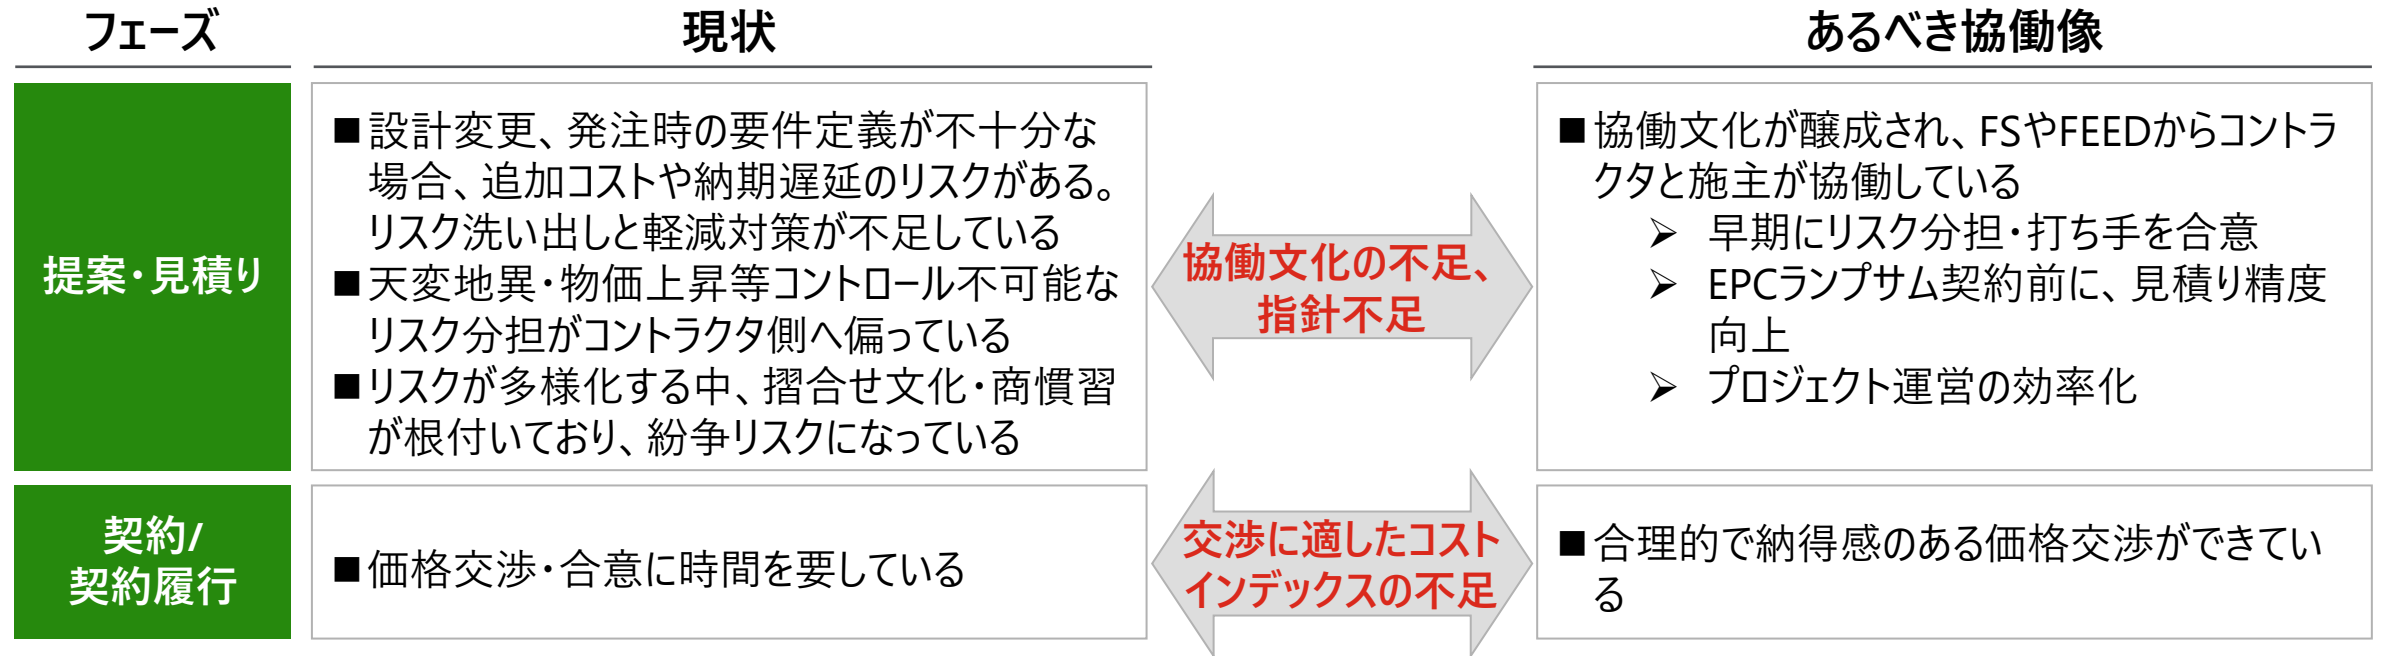 フェーズ
現状
あるべき協働像
提案・見積り
■設計変更、発注時の要件定義が不十分な
場合、追加コストや納期遅延のリスクがある。
リスク洗い出しと軽減対策が不足している
■天変地異・物価上昇等コントロール不可能な
リスク分担がコントラクタ側へ偏っている
■リスクが多様化する中、摺合せ文化・商慣習
が根付いており、紛争リスクになっている
協働文化の不足、
指針不足
■協働文化が醸成され、FSやFEEDからコントラ
クタと施主が協働している
➢ 早期にリスク分担・打ち手を合意
➢ EPCランプサム契約前に、見積り精度
向上
➢ プロジェクト運営の効率化
契約/
契約履行
■価格交渉・合意に時間を要している
交渉に適したコスト
インデックスの不足
■合理的で納得感のある価格交渉ができてい
る